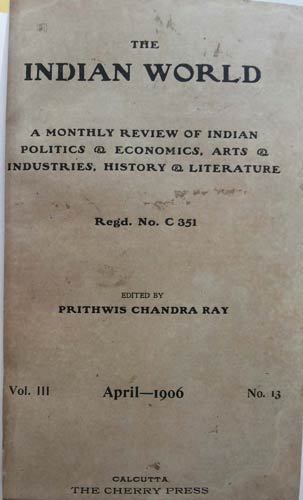 THE
INDIAN WORLD
A MONTHLY REVIEW OF INDIAN
POLITICS & ECONOMICS, ARTS &
INDUSTRIES, HISTORY & LITERATURE
Regd. No. C 351
EDITED BY
PRITHWIS CHANDRA RAY
Vol. III April—1906 No. 13
CALCUTTA
THE CHERRY PRESS